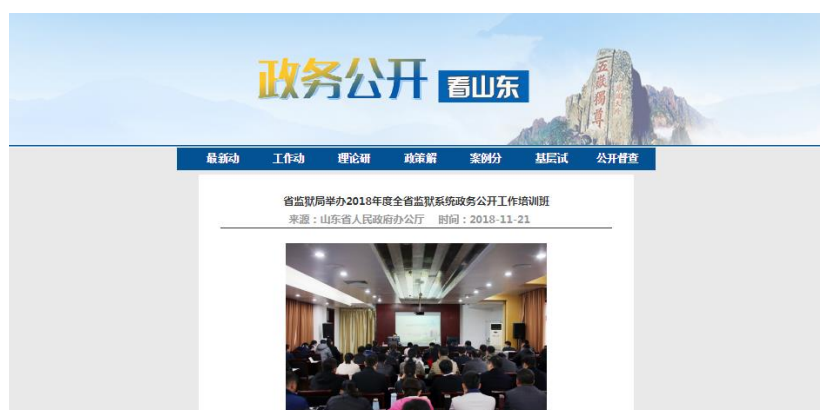 政务公开 看山东
五嶽獨尊
最新动 工作动 理论研 政策解 案例分 基层试 公开督查
省监狱局举办2018年度全省监狱系统政务公开工作培训班
来源：山东省人民政府办公厅 时间：2018-11-21